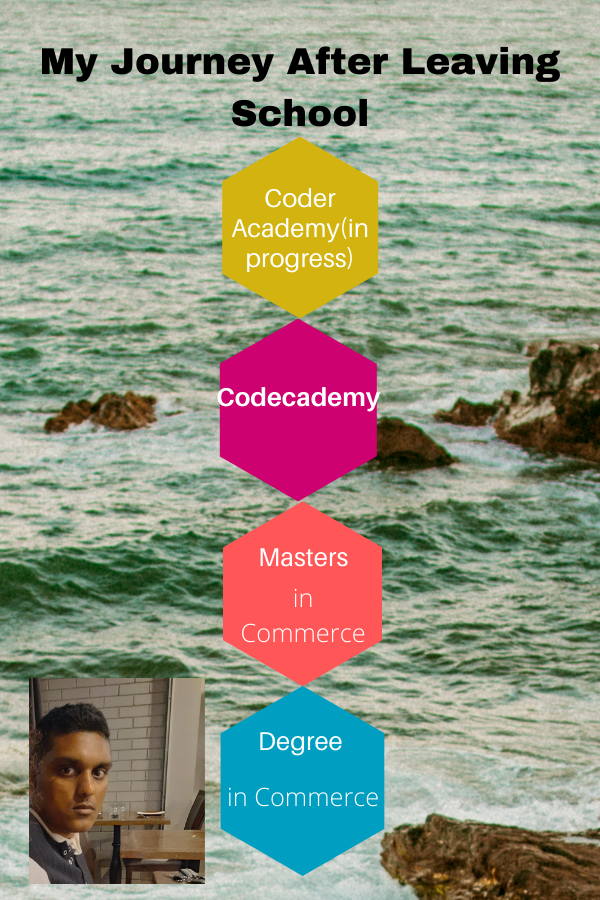 My Journey After Leaving
School
Coder
Academy(in
progress)
Codecademy
Masters
in
Commerce
Degree
in Commerce